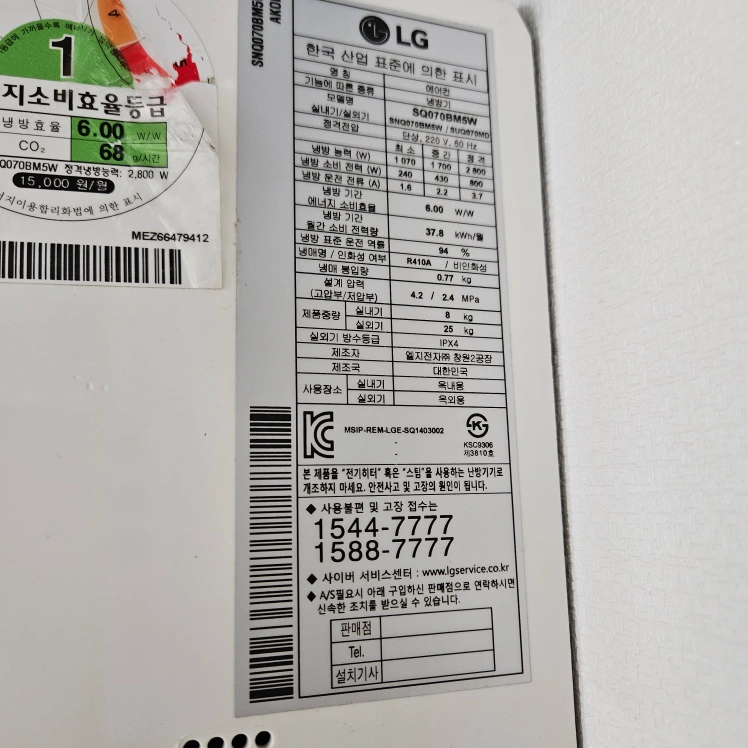 4
5
1
지소비효율등급
냉방효율 6.00 W/W
CO₂ 68 g/시간
Q070BM5W 정격냉방능력: 2,800 W
15,000 원/월
지이용합리화법에 의한 표시
MEZ66479412
SNQ070BM5
LG
한국 산업 표준에 의한 표시
명 칭 에어컨
기능에 따른 종류 냉방기
모델명 SQ070BM5W
실내기/실외기 SNQ070BM5W / SUQ070MD
정격전압 단상, 220 V, 60 Hz
최 소 중 간 정 격
냉방 능력 (W) 1 070 1 700 2 800
냉방 소비 전력 (W) 240 430 800
냉방 운전 전류 (A) 1.6 2.2 3.7
냉방 기간
에너지 소비효율 6.00 W/W
냉방 기간
월간 소비 전력량 37.8 kWh/월
냉방 표준 운전 역률 94 %
냉매명 / 인화성 여부 R410A / 비인화성
냉매 봉입량 0.77 kg
설계 압력
(고압부/저압부) 4.2 / 2.4 MPa
제품중량 실내기 8 kg
실외기 25 kg
실외기 방수등급 IPX4
제조자 엘지전자㈜ 창원2공장
제조국 대한민국
사용장소 실내기 옥내용
실외기 옥외용
MSIP-REM-LGE-SQ1403002
-
-
KSC9306
제3810호
본 제품을 "전기히터" 혹은 "스팀"을 사용하는 난방기기로
개조하지 마세요. 안전사고 및 고장의 원인이 됩니다.
◆ 사용불편 및 고장 접수는
1544-7777
1588-7777
◆ 사이버 서비스센터 : www.lgservice.co.kr
◆ A/S필요시 아래 구입하신 판매점으로 연락하시면
신속한 조치를 받으실 수 있습니다.
판매점
Tel.
설치기사